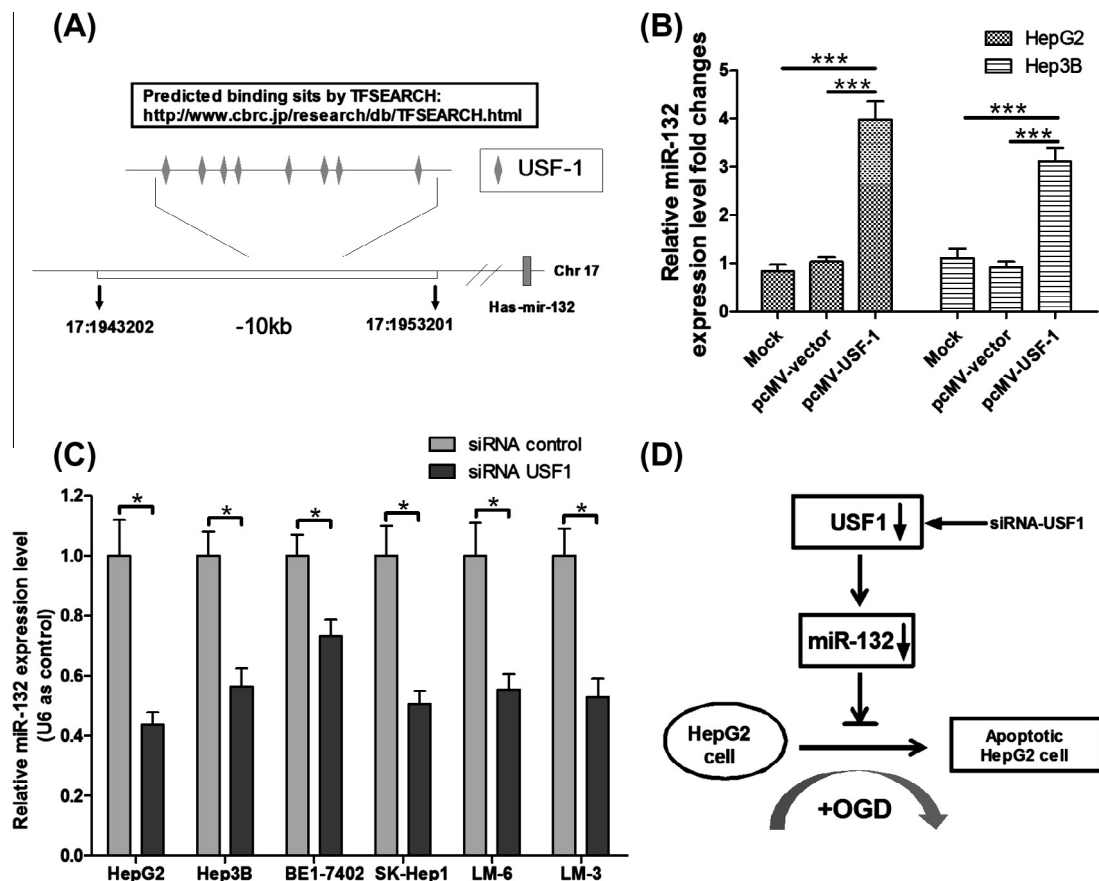 (A)
Predicted binding sits by TFSEARCH:
http://www.cbrc.jp/research/db/TFSEARCH.html
USF-1
Chr 17
Has-mir-132
17:1943202
-10kb
17:1953201
(B)
HepG2
Hep3B
Relative miR-132
expression level fold changes
5
4
3
2
1
0
***
***
***
***
Mock
pcMV-vector
pcMV-USF-1
Mock
pcMV-vector
pcMV-USF-1
(C)
siRNA control
siRNA USF1
Relative miR-132 expression level
(U6 as control)
1.2
1.0
0.8
0.6
0.4
0.2
0.0
*
*
*
*
*
*
HepG2
Hep3B
BE1-7402
SK-Hep1
LM-6
LM-3
(D)
USF1
siRNA-USF1
miR-132
HepG2
cell
Apoptotic
HepG2 cell
+OGD